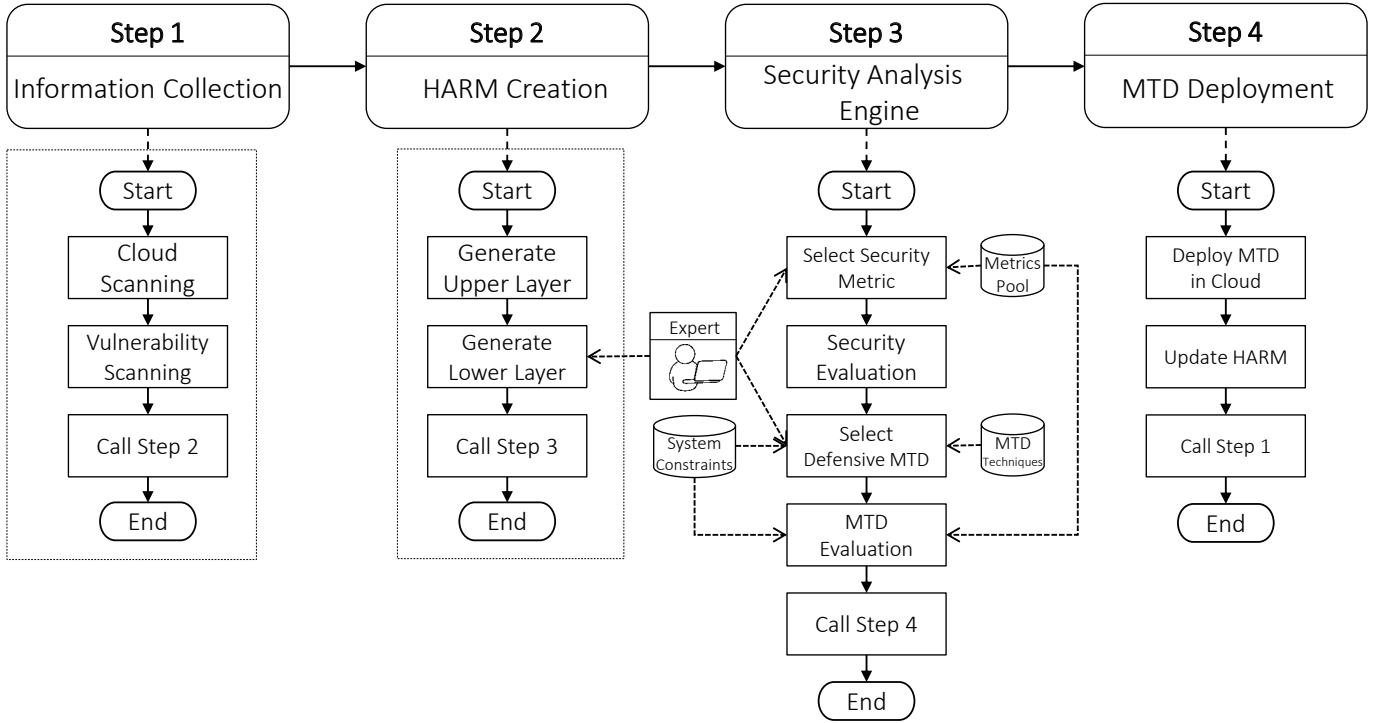 Step 1
Information Collection
Start
Cloud
Scanning
Vulnerability
Scanning
Call Step 2
End
Step 2
HARM Creation
Start
Generate
Upper Layer
Generate
Lower Layer
Call Step 3
End
Step 3
Security Analysis
Engine
Start
Select Security
Metric
Metrics
Pool
Expert
Security
Evaluation
System
Constraints
Select
Defensive MTD
MTD
Techniques
MTD
Evaluation
Call Step 4
End
Step 4
MTD Deployment
Start
Deploy MTD
in Cloud
Update HARM
Call Step 1
End